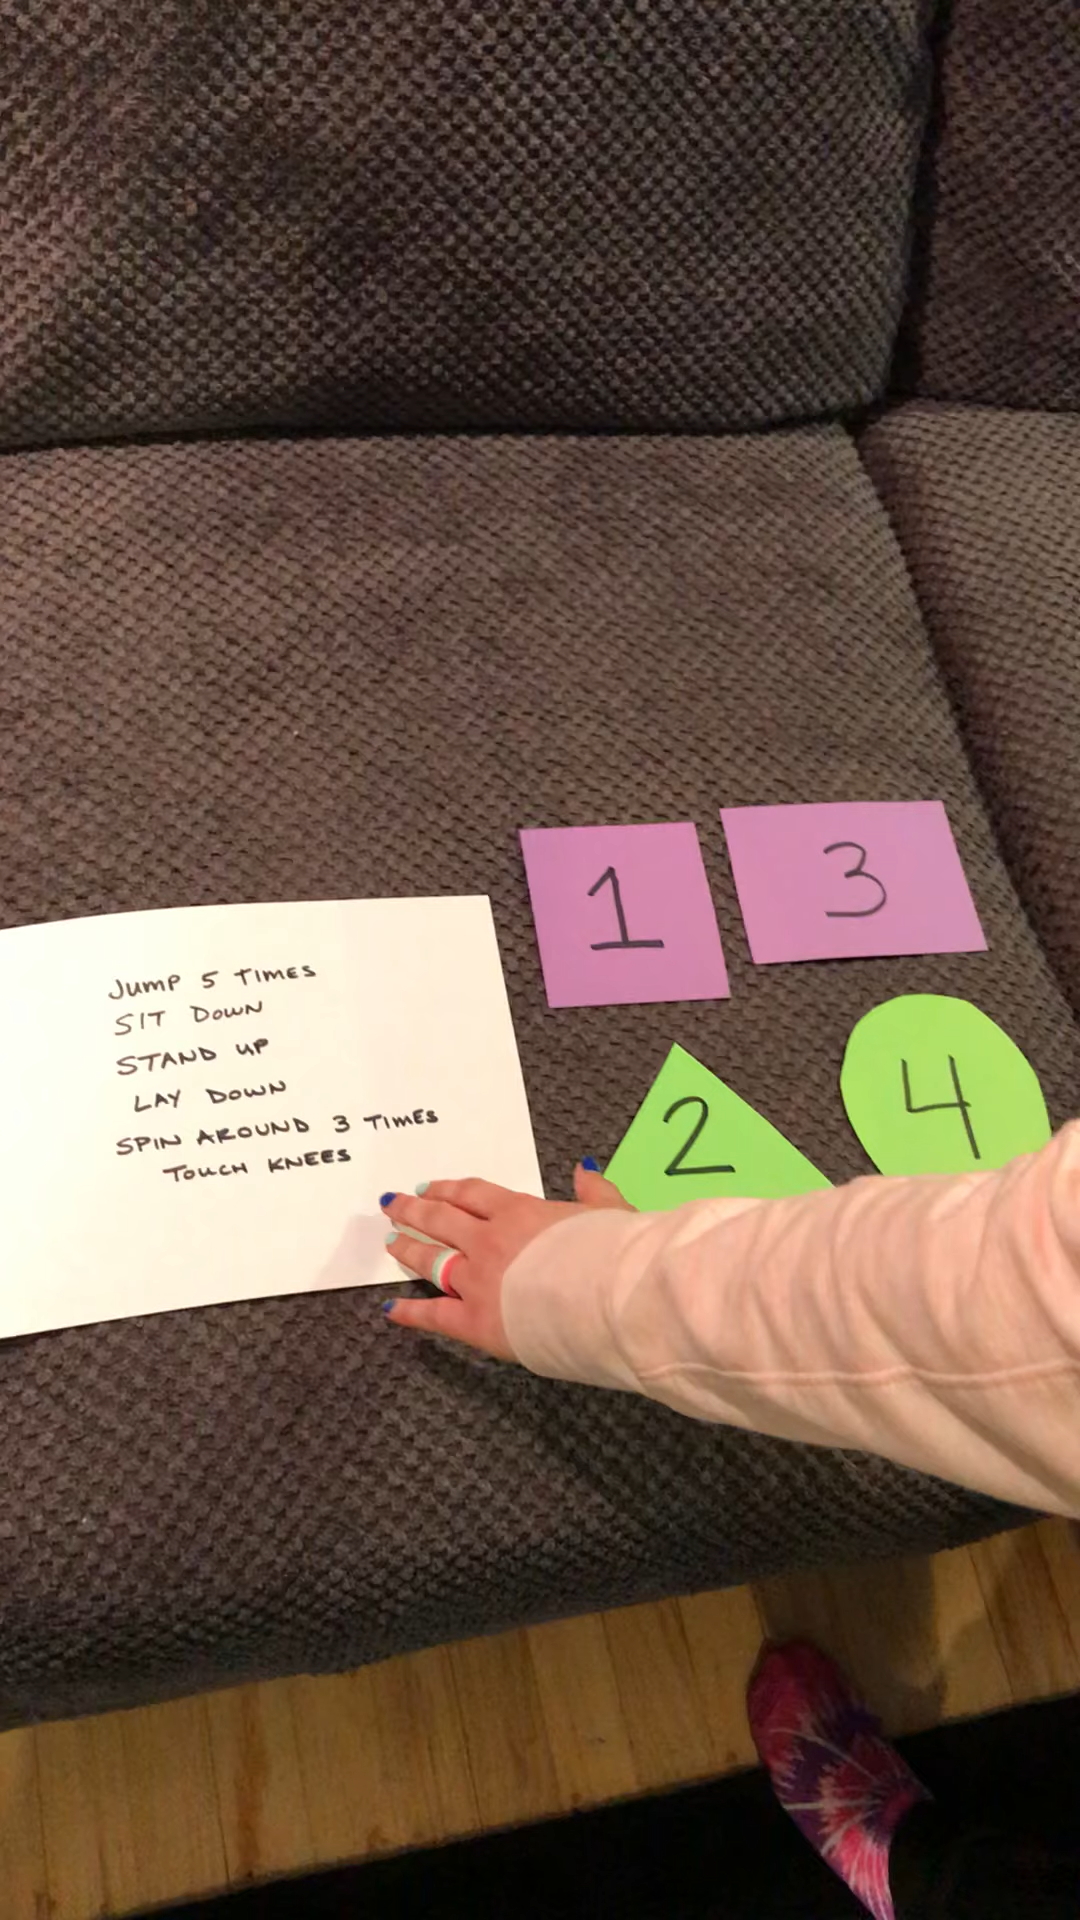 JUMP 5 TIMES
SIT DOWN
STAND UP
LAY DOWN
SPIN AROUND 3 TIMES
TOUCH KNEES
1
3
2
4